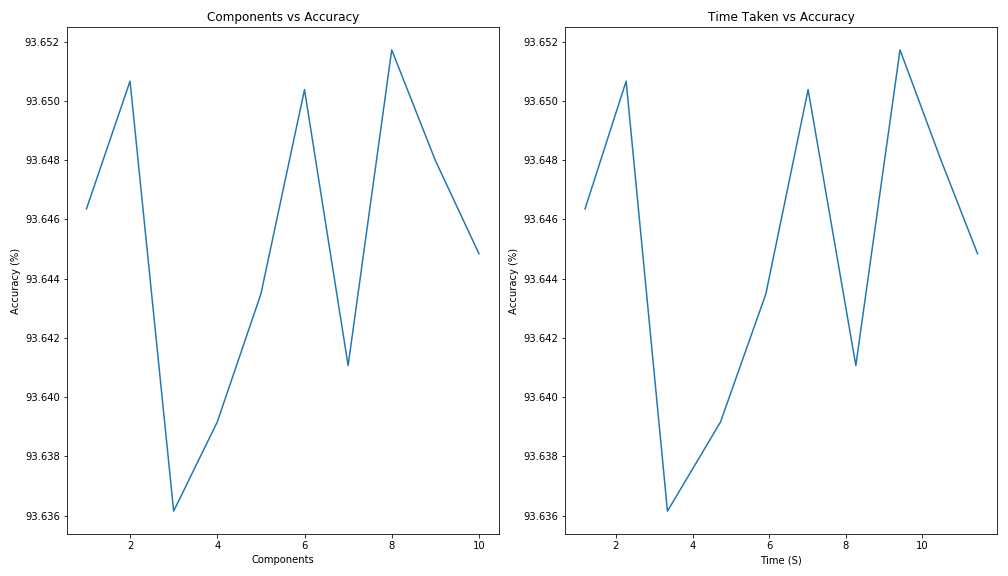 Components vs Accuracy
93.652
93.650
93.648
93.646
93.644
93.642
93.640
93.638
93.636
Accuracy (%)
2 4 6 8 10
Components
Time Taken vs Accuracy
93.652
93.650
93.648
93.646
93.644
93.642
93.640
93.638
93.636
Accuracy (%)
2 4 6 8 10
Time (S)